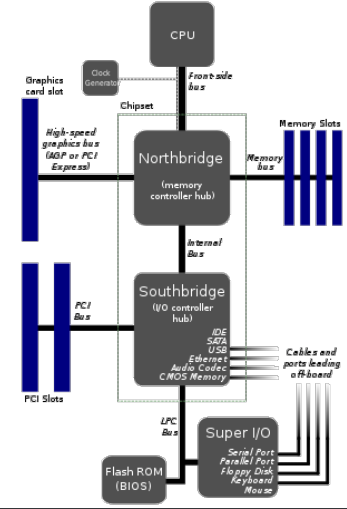 CPU
Clock
Generator
Front-side
bus
Graphics
card slot
Chipset
High-speed
graphics bus
(AGP or PCI
Express)
Northbridge
(memory
controller hub)
Memory
bus
Memory Slots
Internal
Bus
Southbridge
(I/O controller
hub)
PCI
Bus
PCI Slots
IDE
SATA
USB
Ethernet
Audio Codec
CMOS Memory
Cables and
ports leading
off-board
LPC
Bus
Super I/O
Serial Port
Parallel Port
Floppy Disk
Keyboard
Mouse
Flash ROM
(BIOS)